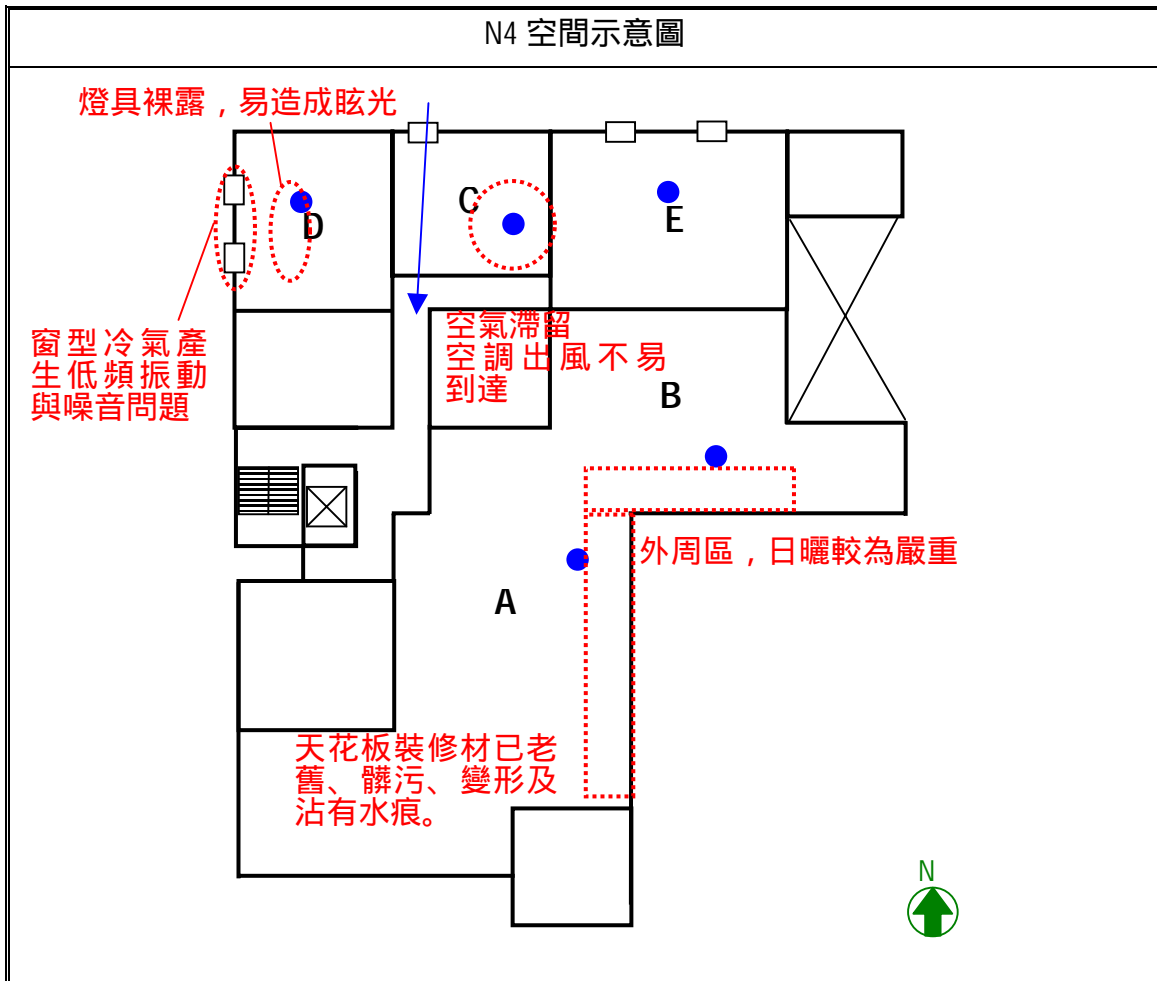 N4 空間示意圖
燈具裸露，易造成眩光
C
D
E
空氣滯留
空調出風不易
到達
窗型冷氣產
生低頻振動
與噪音問題
B
外周區，日曬較為嚴重
A
天花板裝修材已老
舊、髒污、變形及
沾有水痕。
N